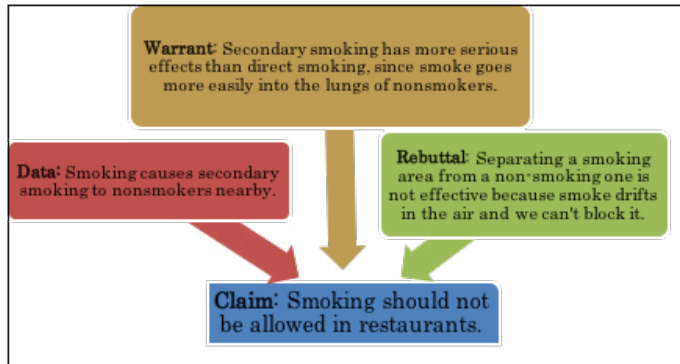 Warrant: Secondary smoking has more serious
effects than direct smoking, since smoke goes
more easily into the lungs of nonsmokers.
Data: Smoking causes secondary
smoking to nonsmokers nearby.
Rebuttal: Separating a smoking
area from a non-smoking one is
not effective because smoke drifts
in the air and we can't block it.
Claim: Smoking should not
be allowed in restaurants.